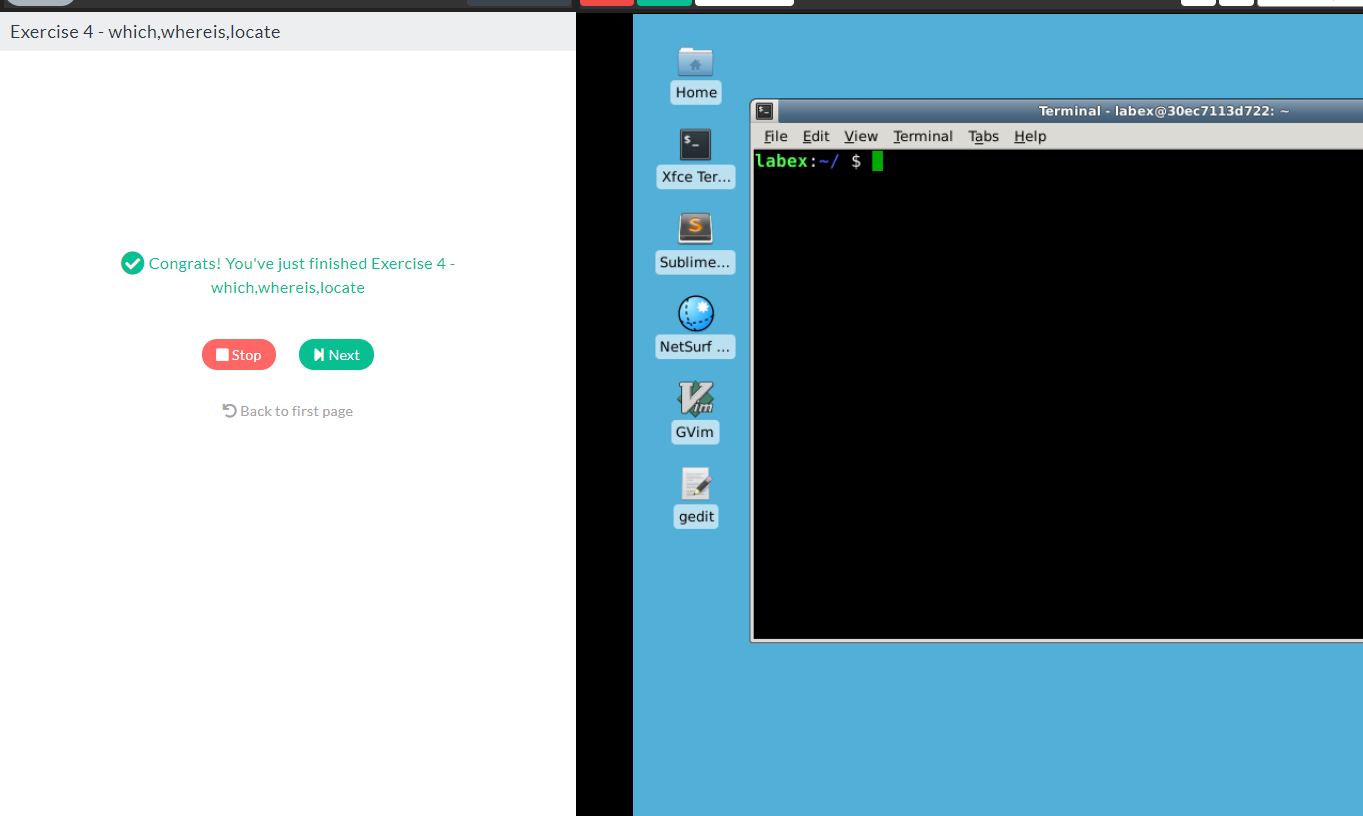 Exercise 4 - which,whereis,locate
Congrats! You've just finished Exercise 4 -
which,whereis,locate
Stop
Next
Back to first page
Home
Xfce Ter...
Sublime...
NetSurf ...
GVim
gedit
Terminal - labex@30ec7113d722: ~
File Edit View Terminal Tabs Help
labex:~/ $